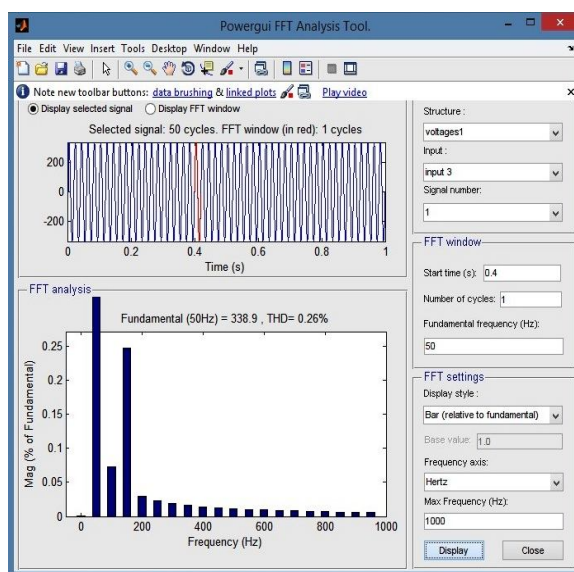 Powergui FFT Analysis Tool.
File Edit View Insert Tools Desktop Window Help
Note new toolbar buttons: data brushing & linked plots Play video
Display selected signal Display FFT window
Selected signal: 50 cycles. FFT window (in red): 1 cycles
200
0
-200
0 0.2 0.4 0.6 0.8 1
Time (s)
FFT analysis
Fundamental (50Hz) = 338.9 , THD= 0.26%
Mag (% of Fundamental)
0.25
0.2
0.15
0.1
0.05
0
0 200 400 600 800 1000
Frequency (Hz)
Structure :
voltages1
Input :
input 3
Signal number:
1
FFT window
Start time (s): 0.4
Number of cycles: 1
Fundamental frequency (Hz):
50
FFT settings
Display style :
Bar (relative to fundamental)
Base value: 1.0
Frequency axis:
Hertz
Max Frequency (Hz):
1000
Display Close